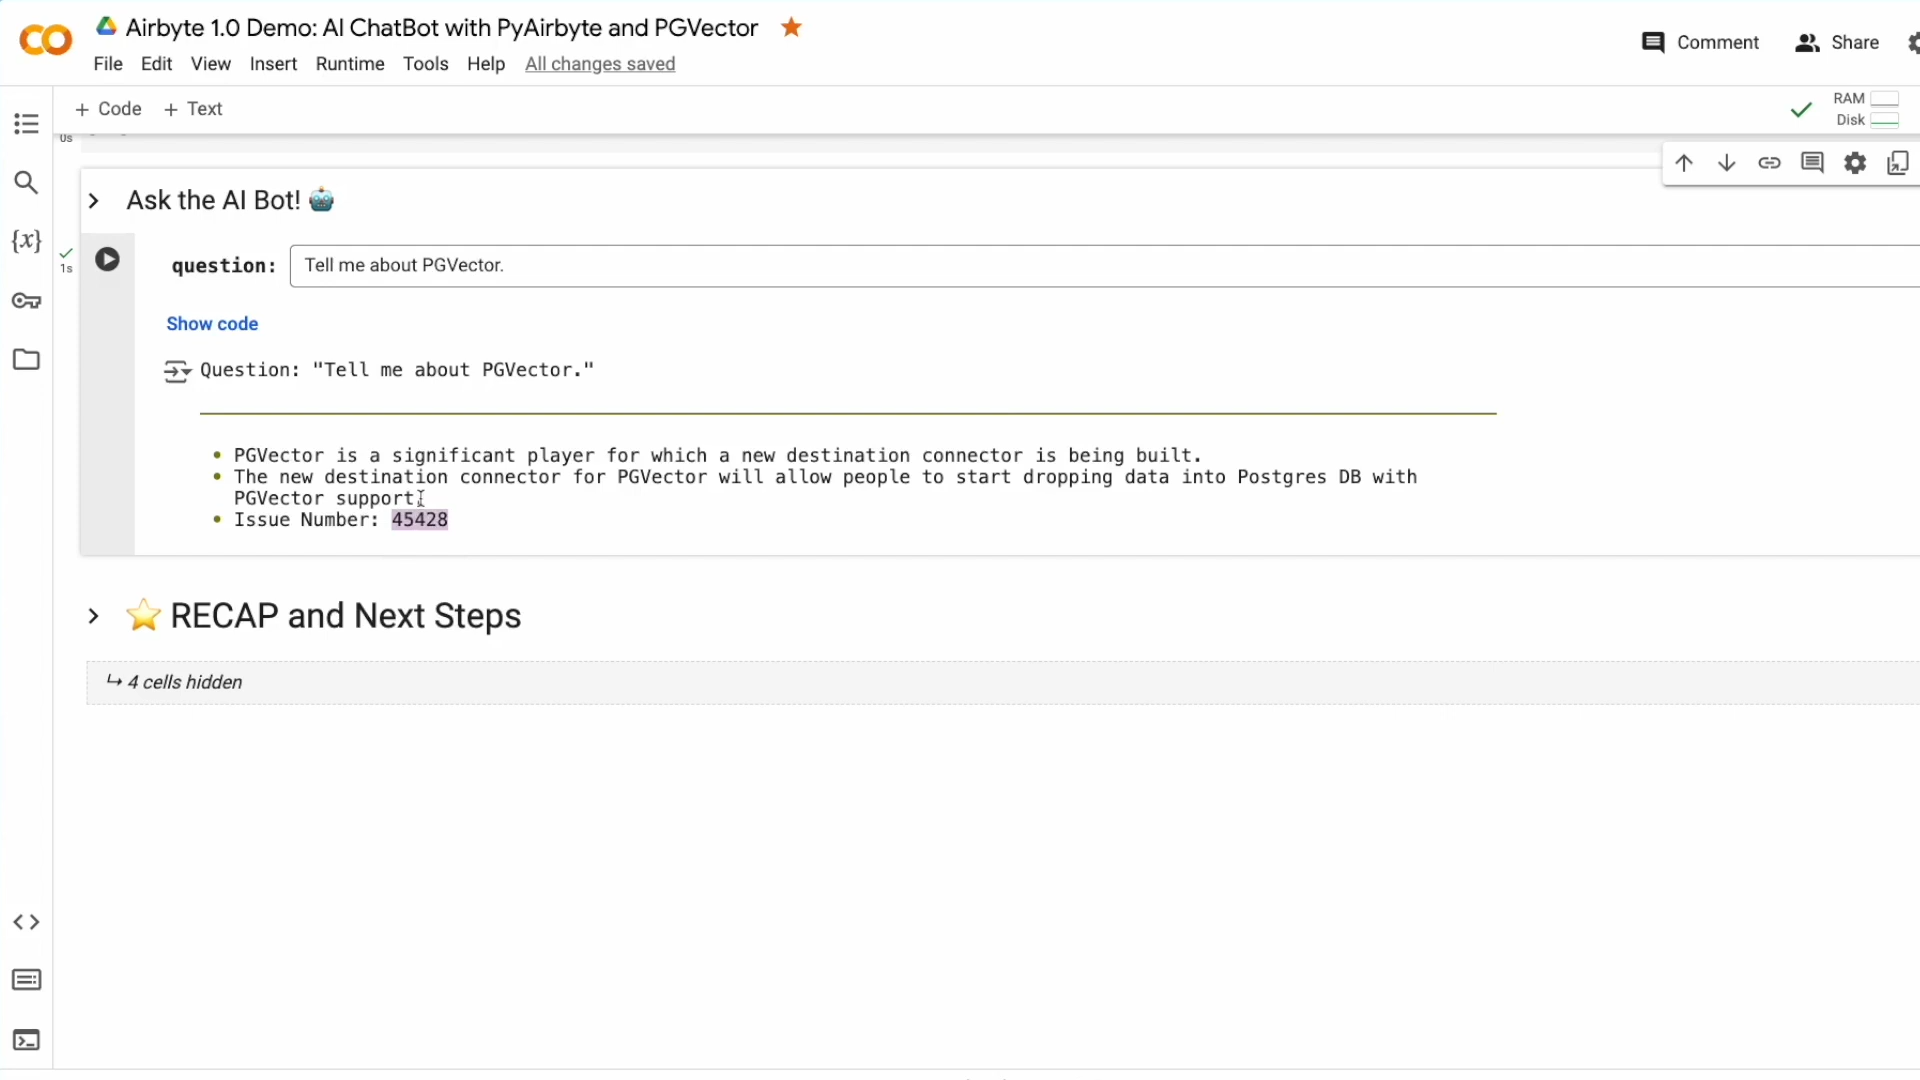 Airbyte 1.0 Demo: AI ChatBot with PyAirbyte and PGVector
Comment
Share
File Edit View Insert Runtime Tools Help All changes saved
+ Code + Text
RAM
Disk
0s
Ask the AI Bot! 🤖
{x}
1s
question: Tell me about PGVector.
Show code
Question: "Tell me about PGVector."
• PGVector is a significant player for which a new destination connector is being built.
• The new destination connector for PGVector will allow people to start dropping data into Postgres DB with
PGVector support.
• Issue Number: 45428
⭐ RECAP and Next Steps
↳ 4 cells hidden